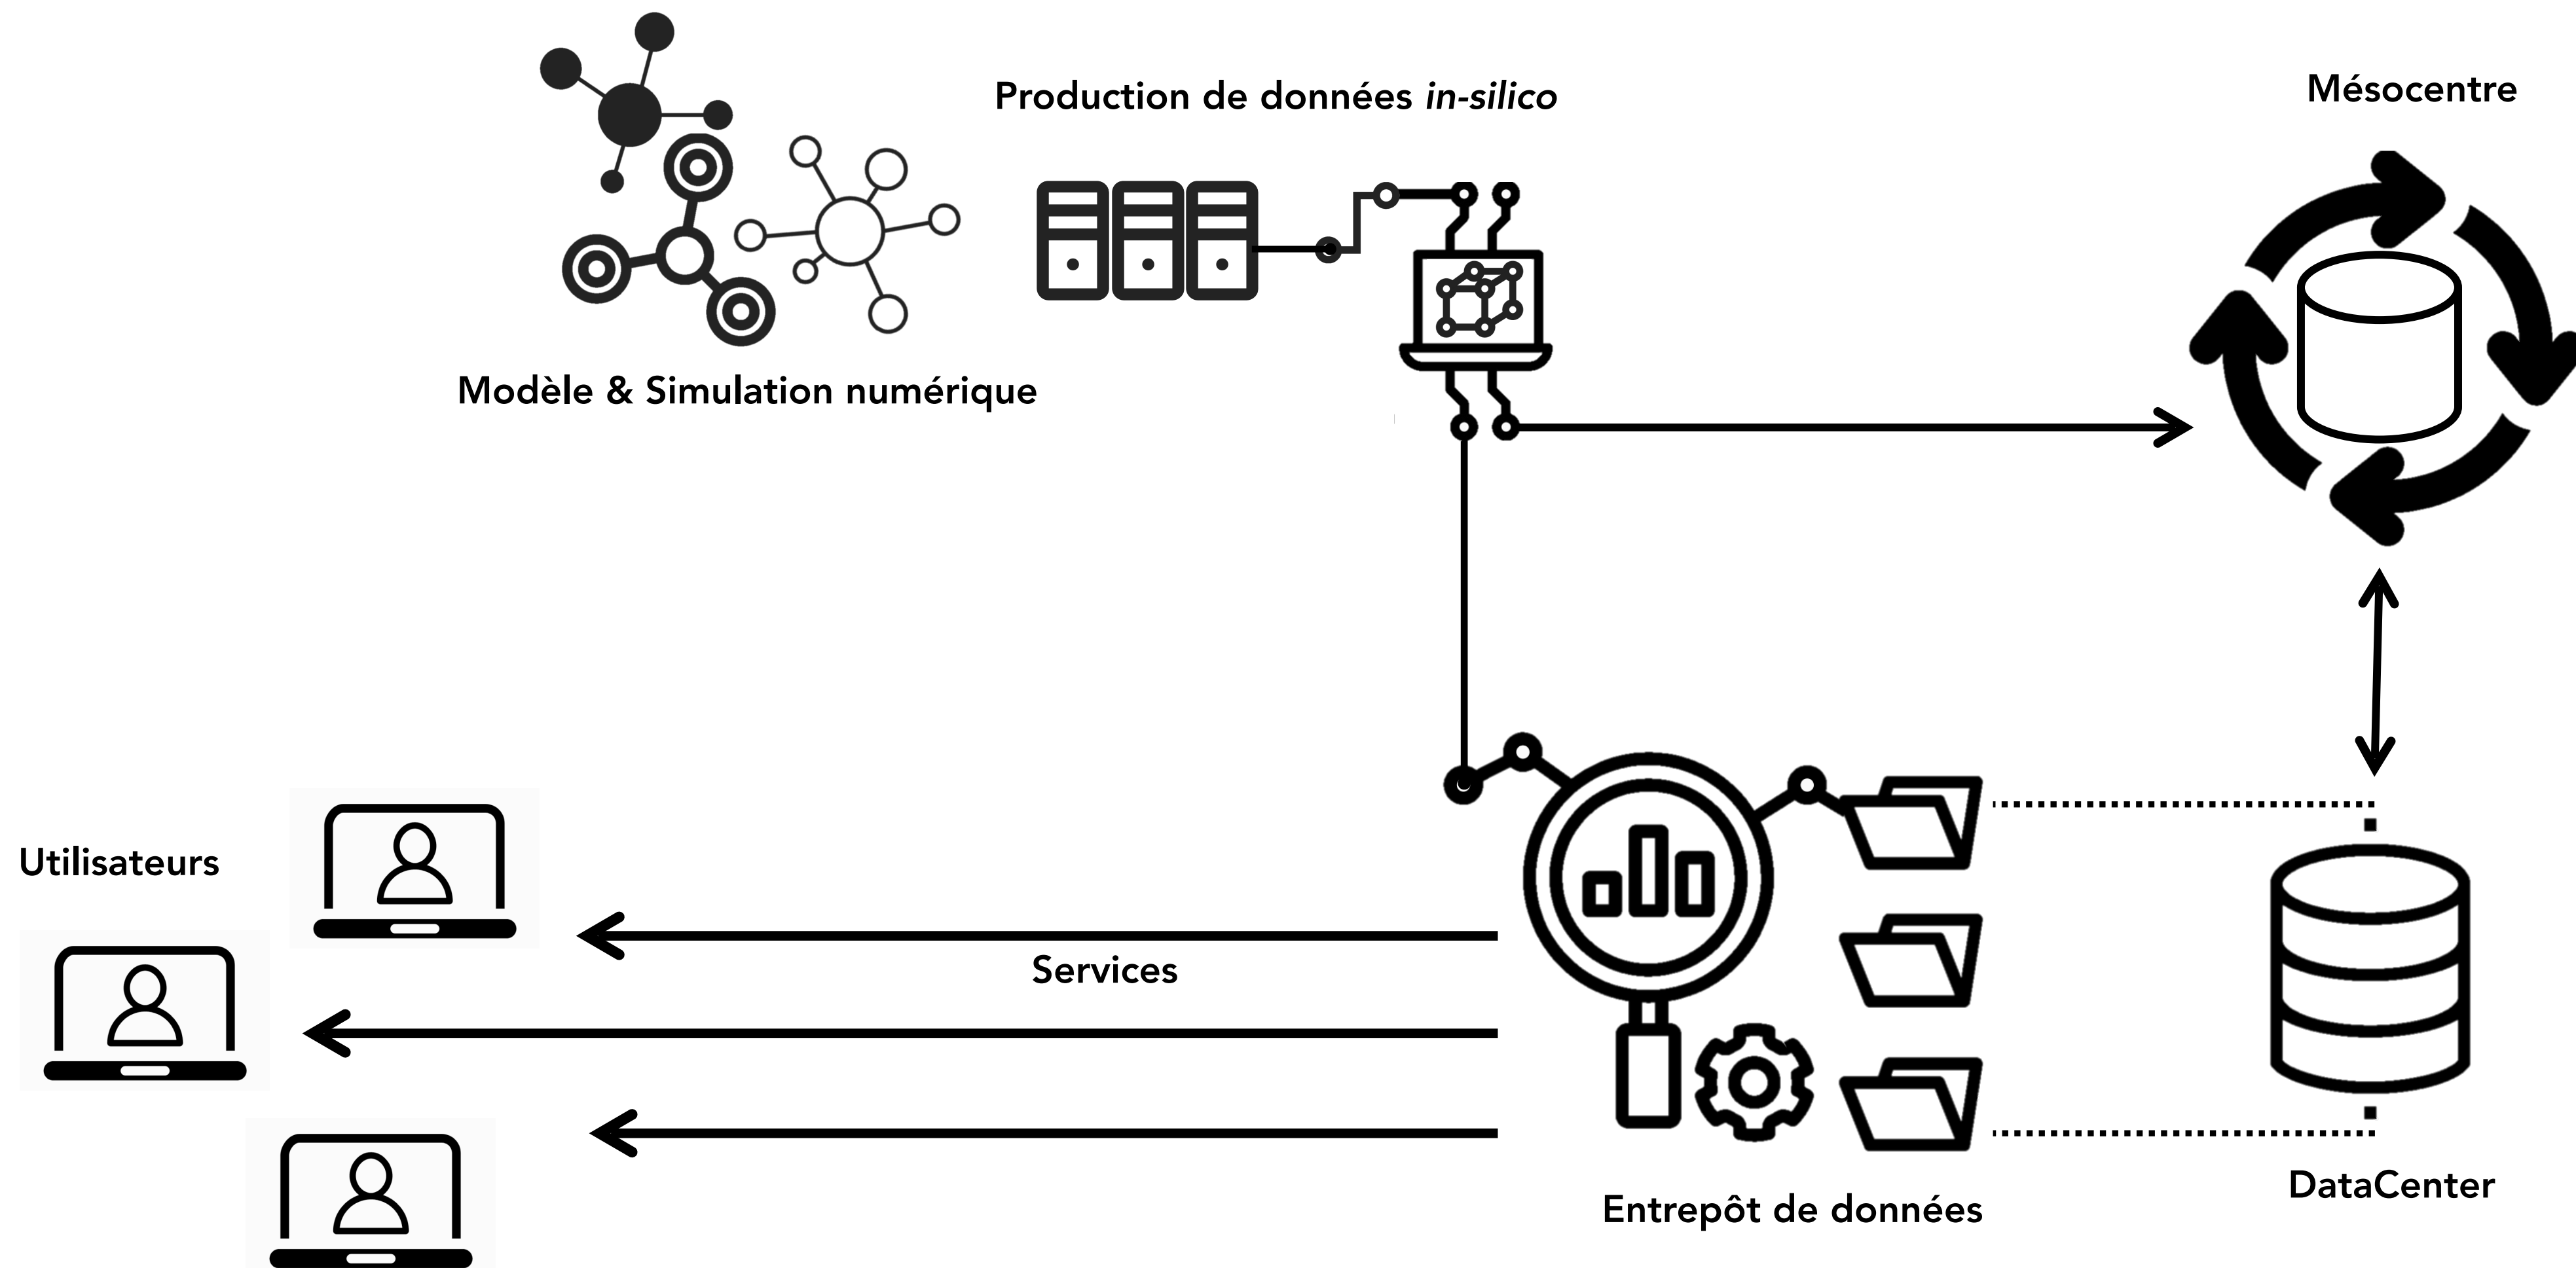 Production de données in-silico
Mésocentre
Modèle & Simulation numérique
Utilisateurs
Services
DataCenter
Entrepôt de données